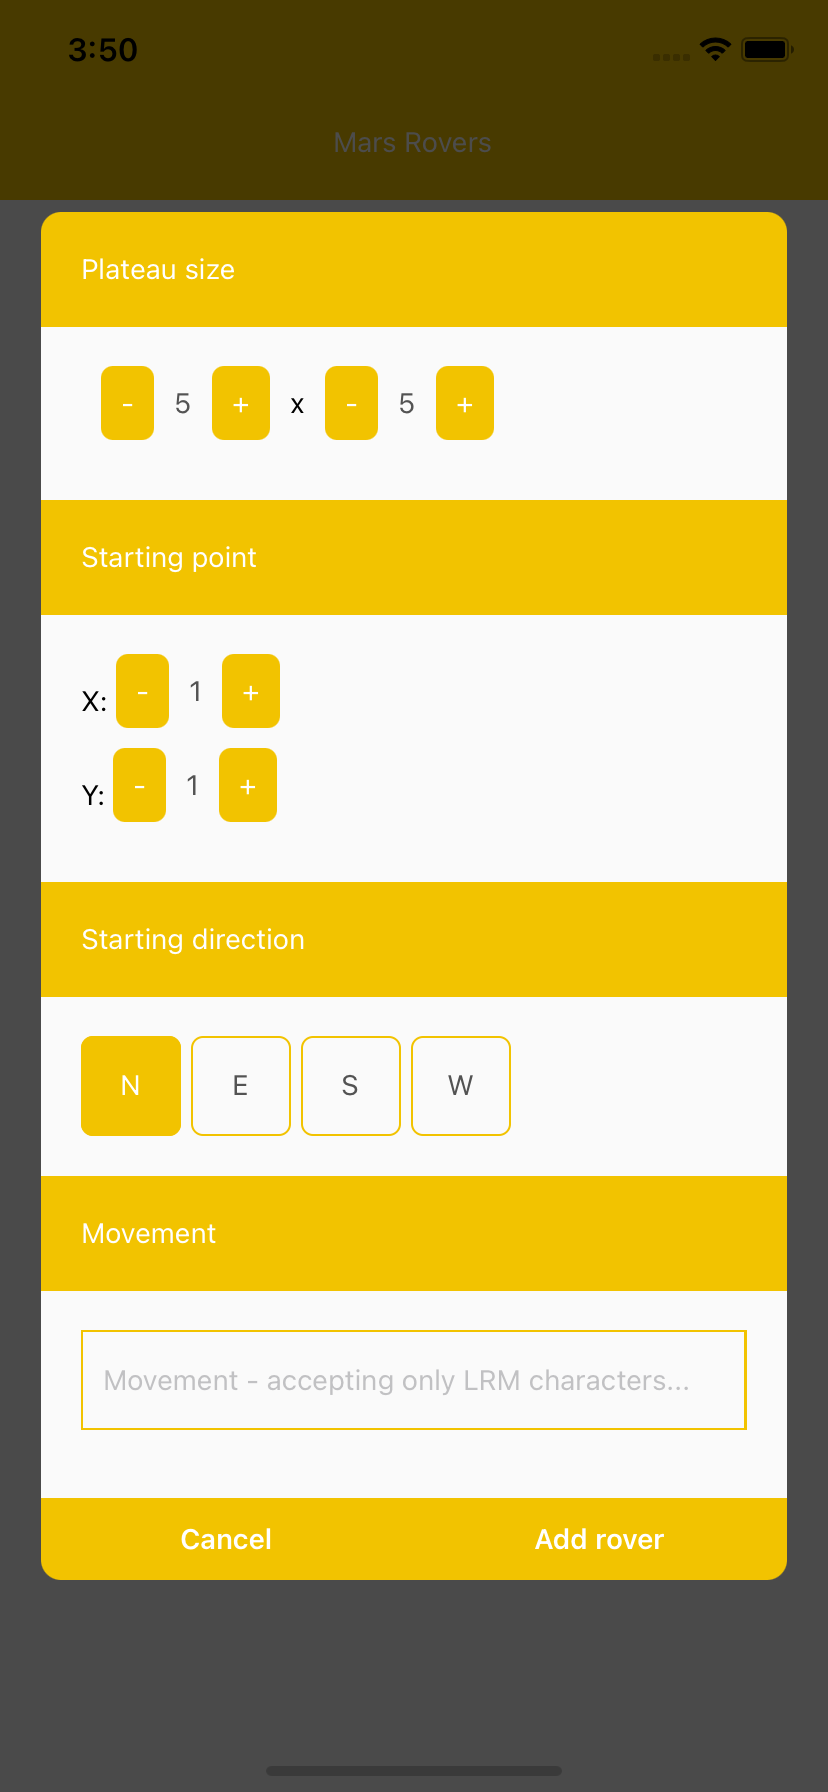 3:50
Mars Rovers
Plateau size
- 5 + x - 5 +
Starting point
X: - 1 +
Y: - 1 +
Starting direction
N E S W
Movement
Movement - accepting only LRM characters...
Cancel Add rover